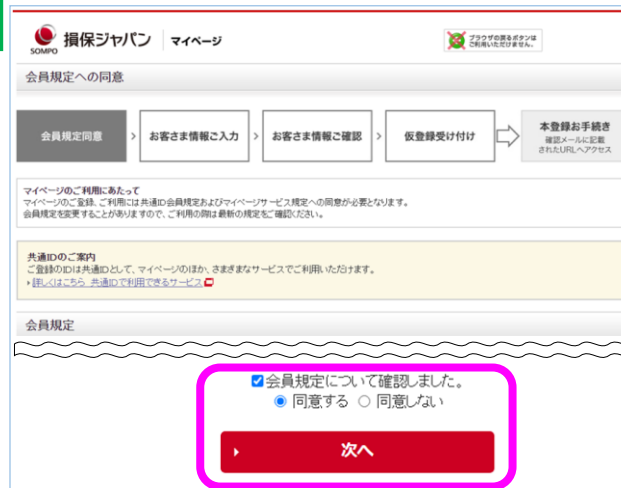 SOMPO 損保ジャパン マイページ
ブラウザの戻るボタンは
ご利用いただけません。
会員規定への同意
会員規定同意 > お客さま情報ご入力 > お客さま情報ご確認 > 仮登録受け付け 本登録お手続き
確認メールに記載
されたURLへアクセス
マイページのご利用にあたって
マイページのご登録、ご利用には共通ID会員規定およびマイページサービス規定への同意が必要となります。
会員規定を変更することがありますので、ご利用の際は最新の規定をご確認ください。
共通IDのご案内
ご登録のIDは共通IDとして、マイページのほか、さまざまなサービスでご利用いただけます。
詳しくはこちら 共通IDで利用できるサービス
会員規定
会員規定について確認しました。
同意する 同意しない
次へ